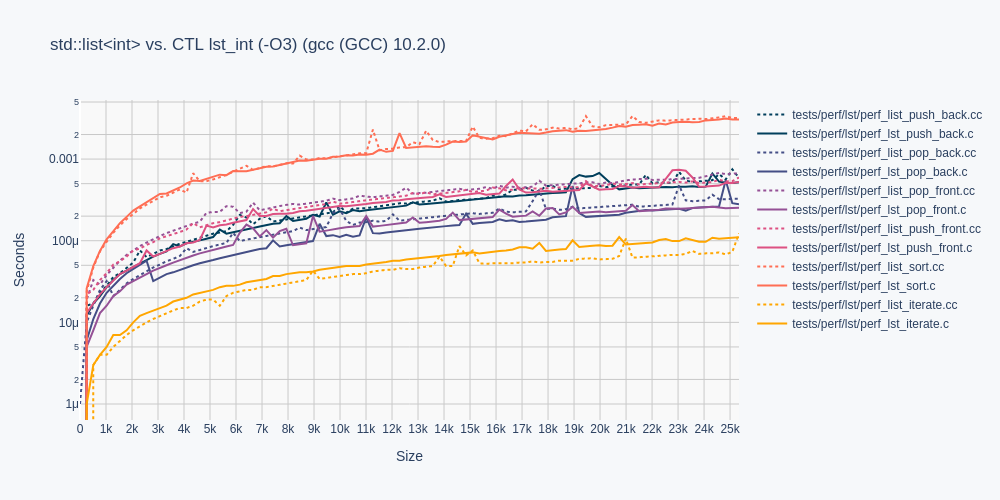 std::list<int> vs. CTL lst_int (-O3) (gcc (GCC) 10.2.0)
5
2
0.001
5
2
100μ
5
2
10μ
5
2
1μ
Seconds
0 1k 2k 3k 4k 5k 6k 7k 8k 9k 10k 11k 12k 13k 14k 15k 16k 17k 18k 19k 20k 21k 22k 23k 24k 25k
Size
tests/perf/lst/perf_list_push_back.cc
tests/perf/lst/perf_lst_push_back.c
tests/perf/lst/perf_list_pop_back.cc
tests/perf/lst/perf_lst_pop_back.c
tests/perf/lst/perf_list_pop_front.cc
tests/perf/lst/perf_lst_pop_front.c
tests/perf/lst/perf_list_push_front.cc
tests/perf/lst/perf_lst_push_front.c
tests/perf/lst/perf_list_sort.cc
tests/perf/lst/perf_lst_sort.c
tests/perf/lst/perf_list_iterate.cc
tests/perf/lst/perf_lst_iterate.c